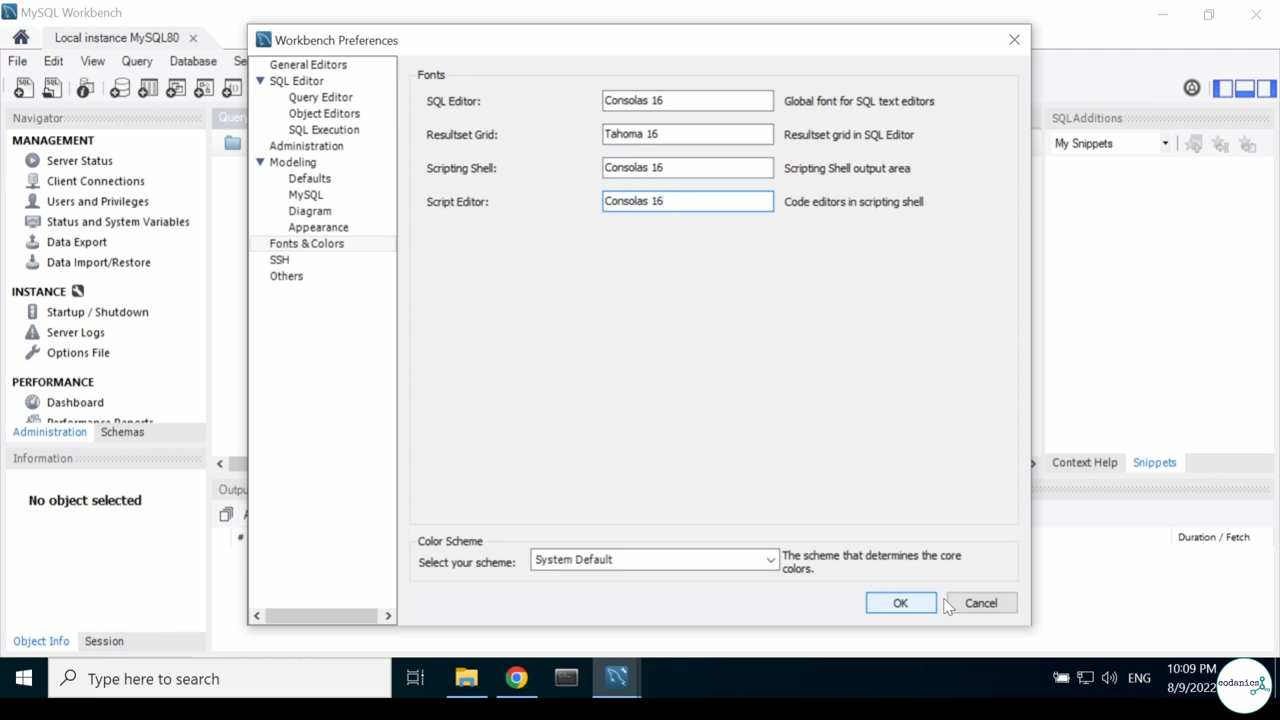 MySQL Workbench
Local instance MySQL80
File Edit View Query Database Se
Navigator
MANAGEMENT
Server Status
Client Connections
Users and Privileges
Status and System Variables
Data Export
Data Import/Restore
INSTANCE
Startup / Shutdown
Server Logs
Options File
PERFORMANCE
Dashboard
Performance Reports
Administration Schemas
Information
No object selected
Object Info Session
Query
Outpu
A
#
Workbench Preferences
General Editors
SQL Editor
Query Editor
Object Editors
SQL Execution
Administration
Modeling
Defaults
MySQL
Diagram
Appearance
Fonts & Colors
SSH
Others
Fonts
SQL Editor: Consolas 16 Global font for SQL text editors
Resultset Grid: Tahoma 16 Resultset grid in SQL Editor
Scripting Shell: Consolas 16 Scripting Shell output area
Script Editor: Consolas 16 Code editors in scripting shell
Color Scheme
Select your scheme: System Default The scheme that determines the core
colors.
OK Cancel
SQLAdditions
My Snippets
Context Help Snippets
Duration / Fetch
Type here to search
ENG
10:09 PM
8/9/2022
codanics